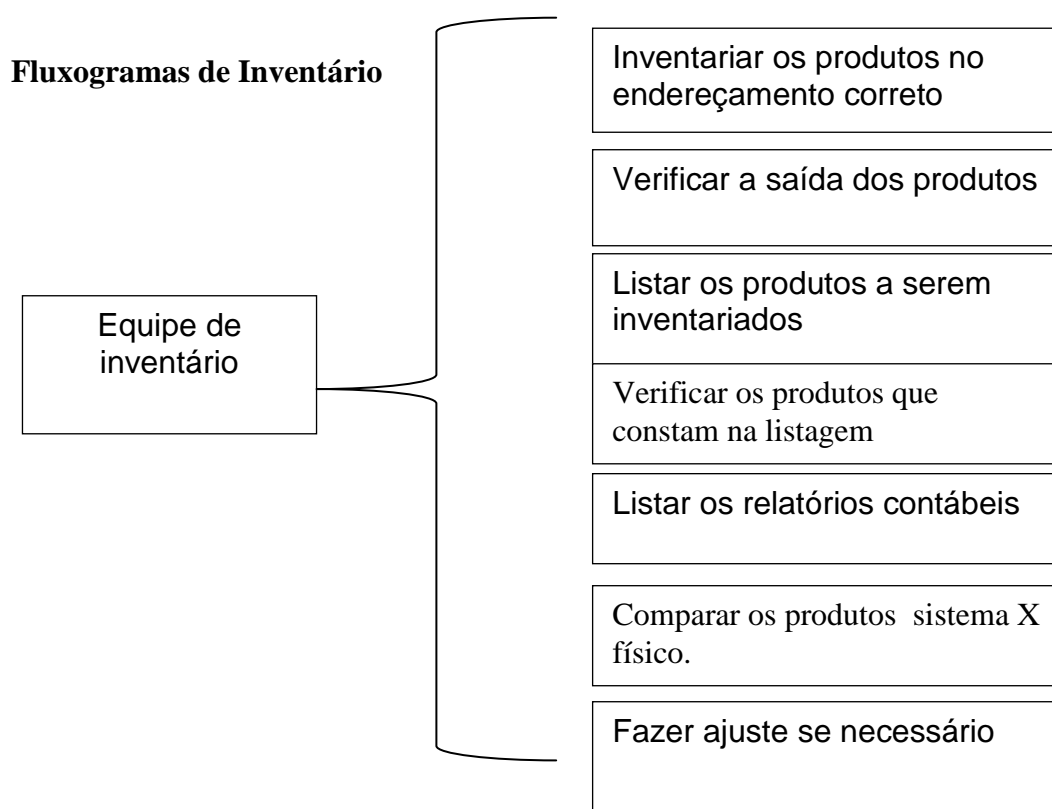 Fluxogramas de Inventário
Equipe de
inventário
Inventariar os produtos no
endereçamento correto
Verificar a saída dos produtos
Listar os produtos a serem
inventariados
Verificar os produtos que
constam na listagem
Listar os relatórios contábeis
Comparar os produtos  sistema X
físico.
Fazer ajuste se necessário